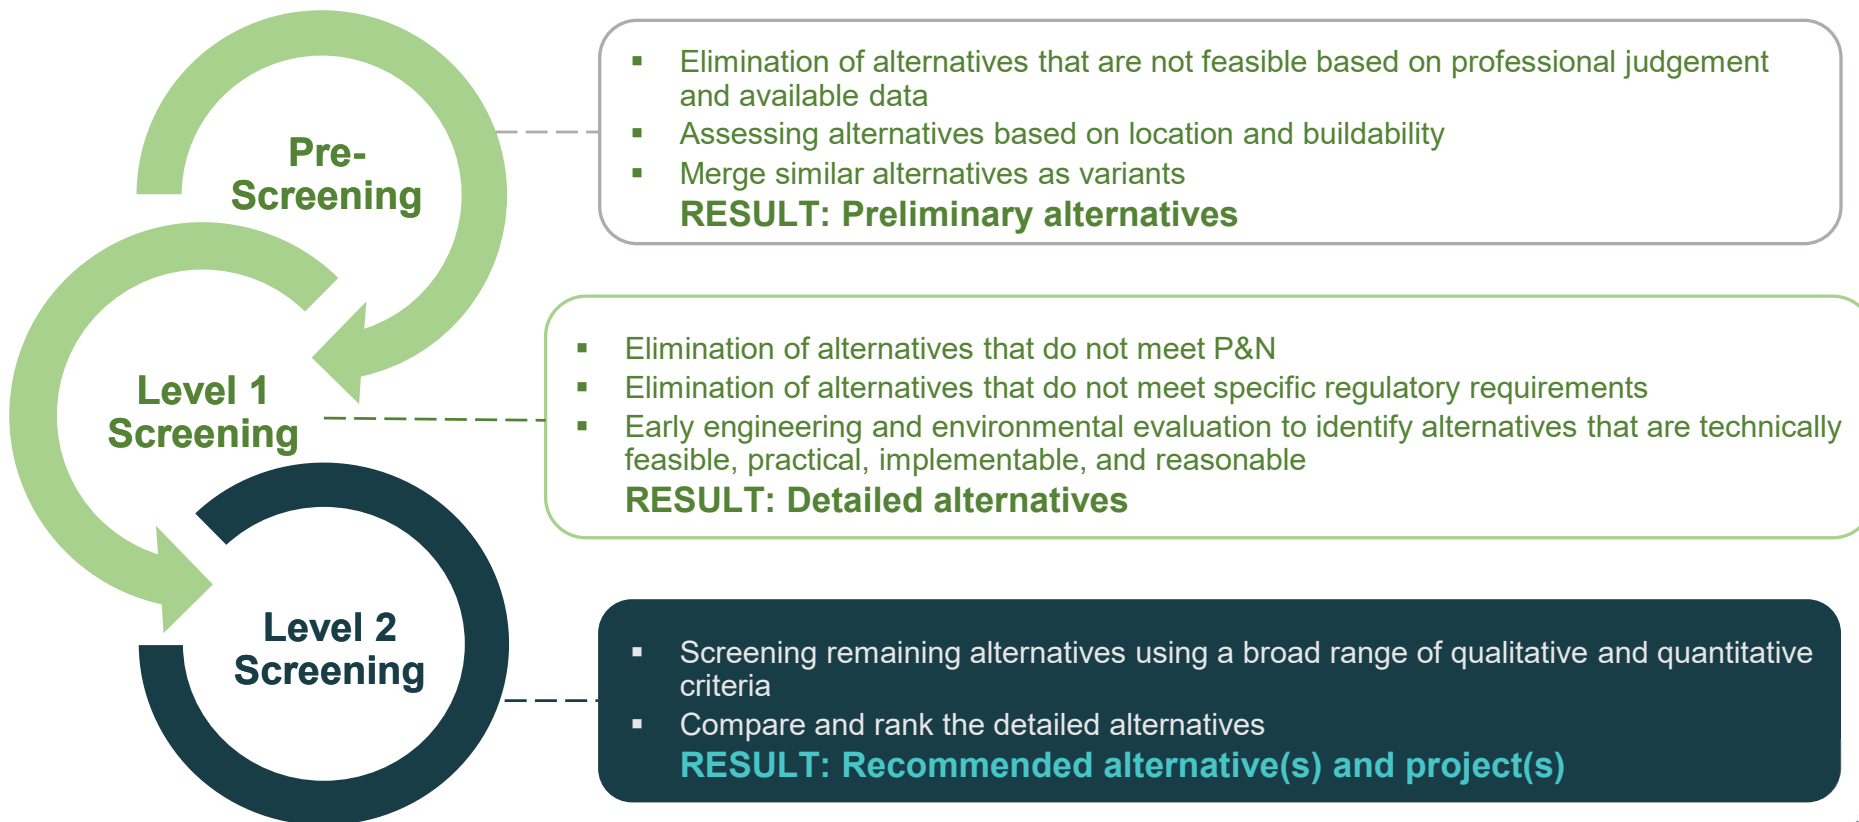 Pre-
Screening
▪ Elimination of alternatives that are not feasible based on professional judgement
and available data
▪ Assessing alternatives based on location and buildability
▪ Merge similar alternatives as variants
RESULT: Preliminary alternatives
Level 1
Screening
▪ Elimination of alternatives that do not meet P&N
▪ Elimination of alternatives that do not meet specific regulatory requirements
▪ Early engineering and environmental evaluation to identify alternatives that are technically
feasible, practical, implementable, and reasonable
RESULT: Detailed alternatives
Level 2
Screening
▪ Screening remaining alternatives using a broad range of qualitative and quantitative
criteria
▪ Compare and rank the detailed alternatives
RESULT: Recommended alternative(s) and project(s)